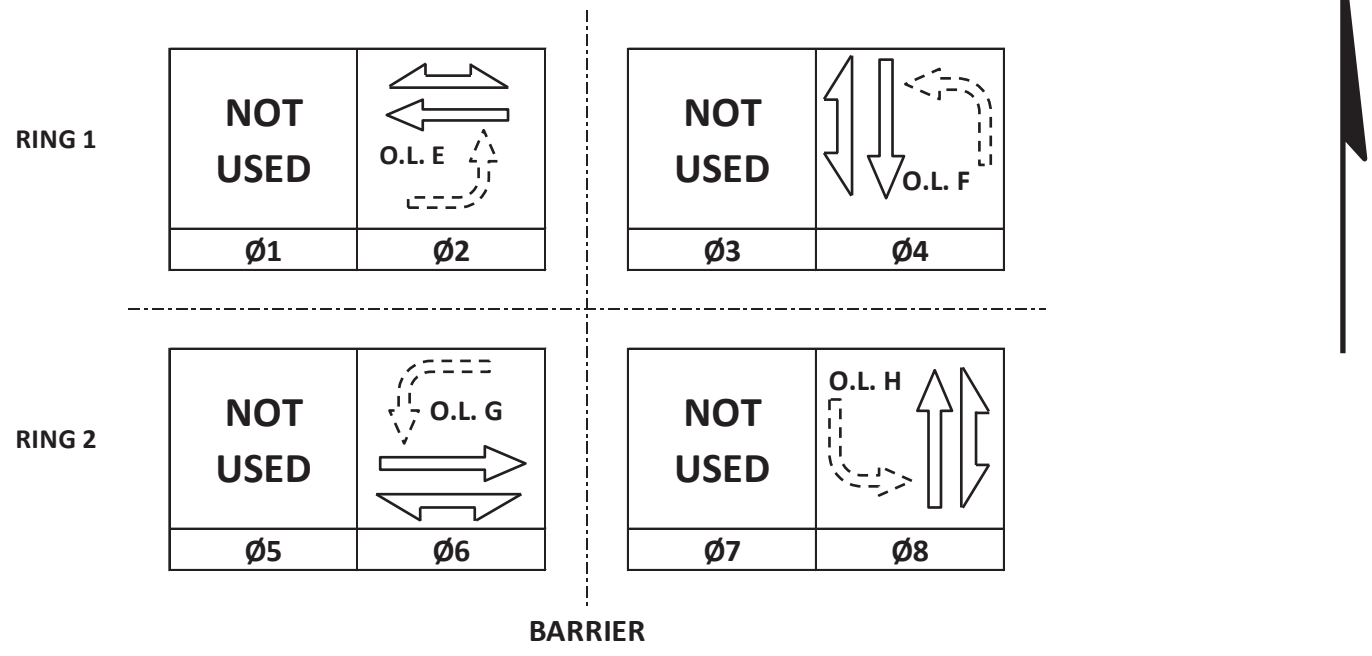 RING 1
NOT
USED
Ø1
O.L. E
Ø2
NOT
USED
Ø3
O.L. F
Ø4
RING 2
NOT
USED
Ø5
O.L. G
Ø6
NOT
USED
Ø7
O.L. H
Ø8
BARRIER